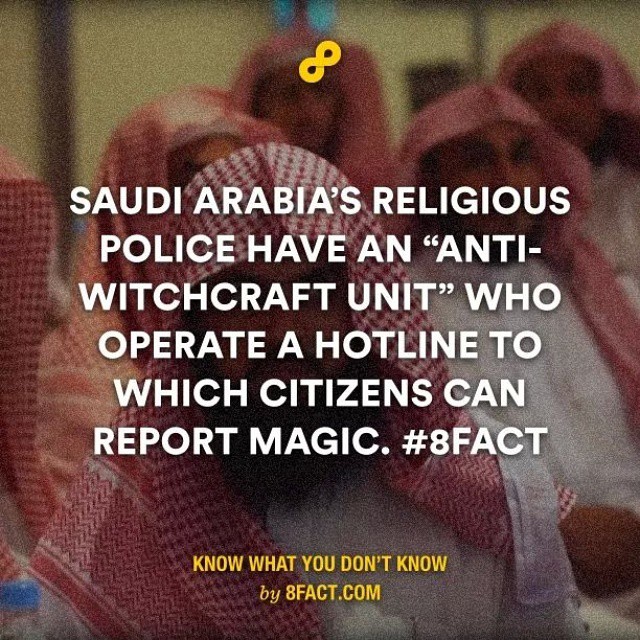 SAUDI ARABIA'S RELIGIOUS
POLICE HAVE AN “ANTI-
WITCHCRAFT UNIT” WHO
OPERATE A HOTLINE TO
WHICH CITIZENS CAN
REPORT MAGIC. #8FACT
KNOW WHAT YOU DON'T KNOW
by 8FACT.COM